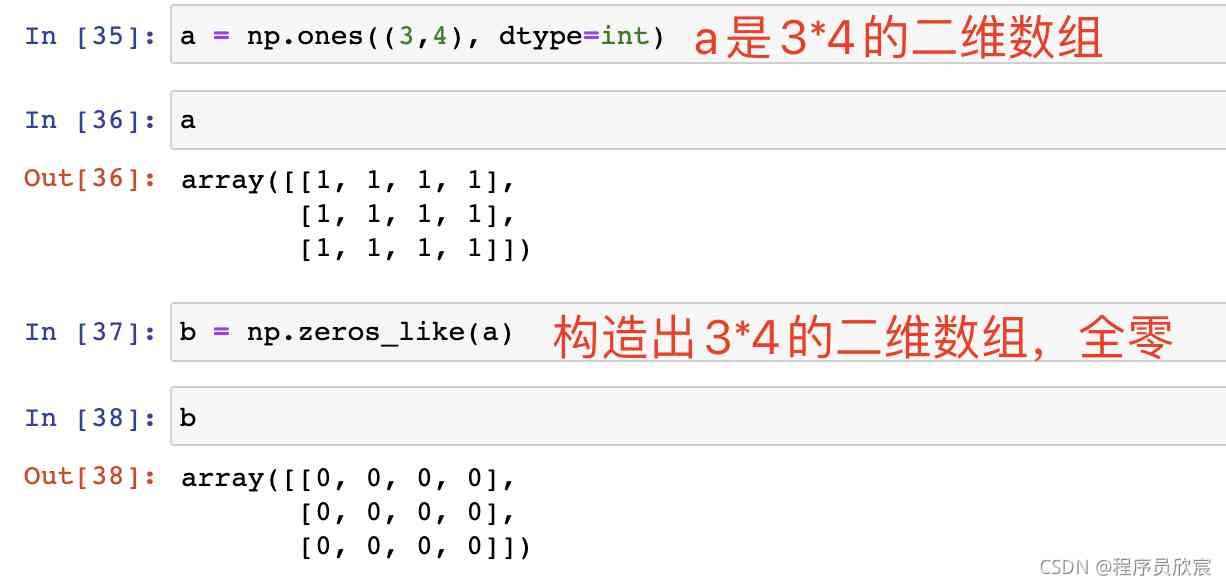 In [35]: a = np.ones((3,4), dtype=int) a是3*4的二维数组
In [36]: a
Out[36]: array([[1, 1, 1, 1],
[1, 1, 1, 1],
[1, 1, 1, 1]])
In [37]: b = np.zeros_like(a) 构造出3*4的二维数组，全零
In [38]: b
Out[38]: array([[0, 0, 0, 0],
[0, 0, 0, 0],
[0, 0, 0, 0]])
CSDN @程序员欣宸